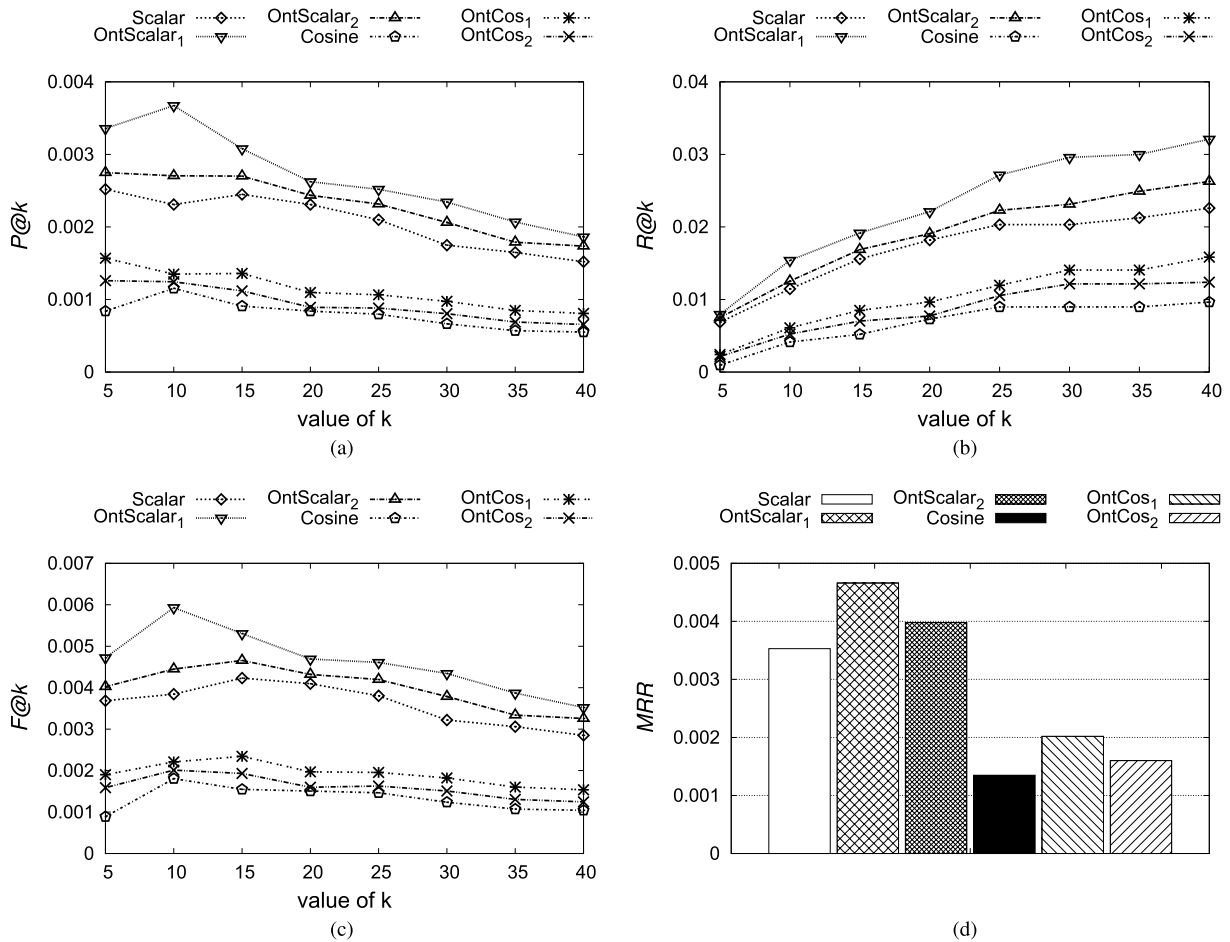 Scalar OntScalar2 OntCos1
OntScalar1 Cosine OntCos2
0.004
0.003
0.002
0.001
0
P@k
5 10 15 20 25 30 35 40
value of k
(a)
Scalar OntScalar2 OntCos1
OntScalar1 Cosine OntCos2
0.04
0.03
0.02
0.01
0
R@k
5 10 15 20 25 30 35 40
value of k
(b)
Scalar OntScalar2 OntCos1
OntScalar1 Cosine OntCos2
0.007
0.006
0.005
0.004
0.003
0.002
0.001
0
F@k
5 10 15 20 25 30 35 40
value of k
(c)
Scalar OntScalar2 OntCos1
OntScalar1 Cosine OntCos2
0.005
0.004
0.003
0.002
0.001
0
MRR
(d)